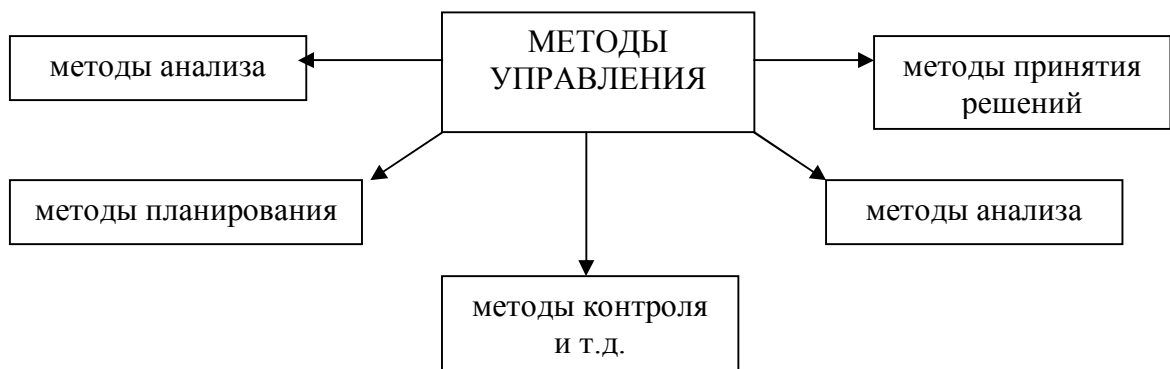 МЕТОДЫ
УПРАВЛЕНИЯ
методы анализа
методы принятия
решений
методы планирования
методы анализа
методы контроля
и т.д.